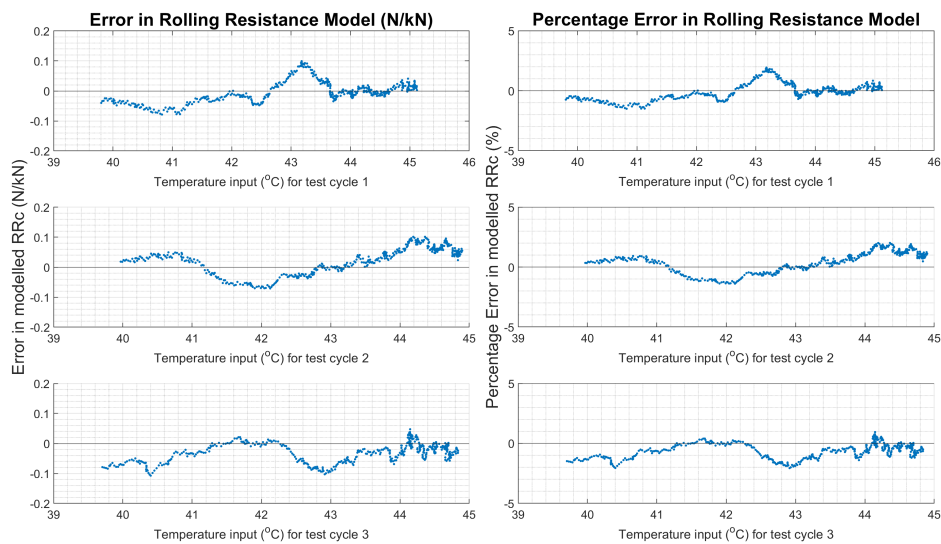 Error in Rolling Resistance Model (N/kN)
0.2
0.1
0
-0.1
-0.2
39 40 41 42 43 44 45 46
Temperature input (°C) for test cycle 1
0.2
0.1
0
-0.1
-0.2
39 40 41 42 43 44 45
Temperature input (°C) for test cycle 2
0.2
0.1
0
-0.1
-0.2
39 40 41 42 43 44 45
Temperature input (°C) for test cycle 3
Error in modelled RRc (N/kN)
Percentage Error in Rolling Resistance Model
5
0
-5
39 40 41 42 43 44 45 46
Temperature input (°C) for test cycle 1
5
0
-5
39 40 41 42 43 44 45
Temperature input (°C) for test cycle 2
5
0
-5
39 40 41 42 43 44 45
Temperature input (°C) for test cycle 3
Percentage Error in modelled RRc (%)